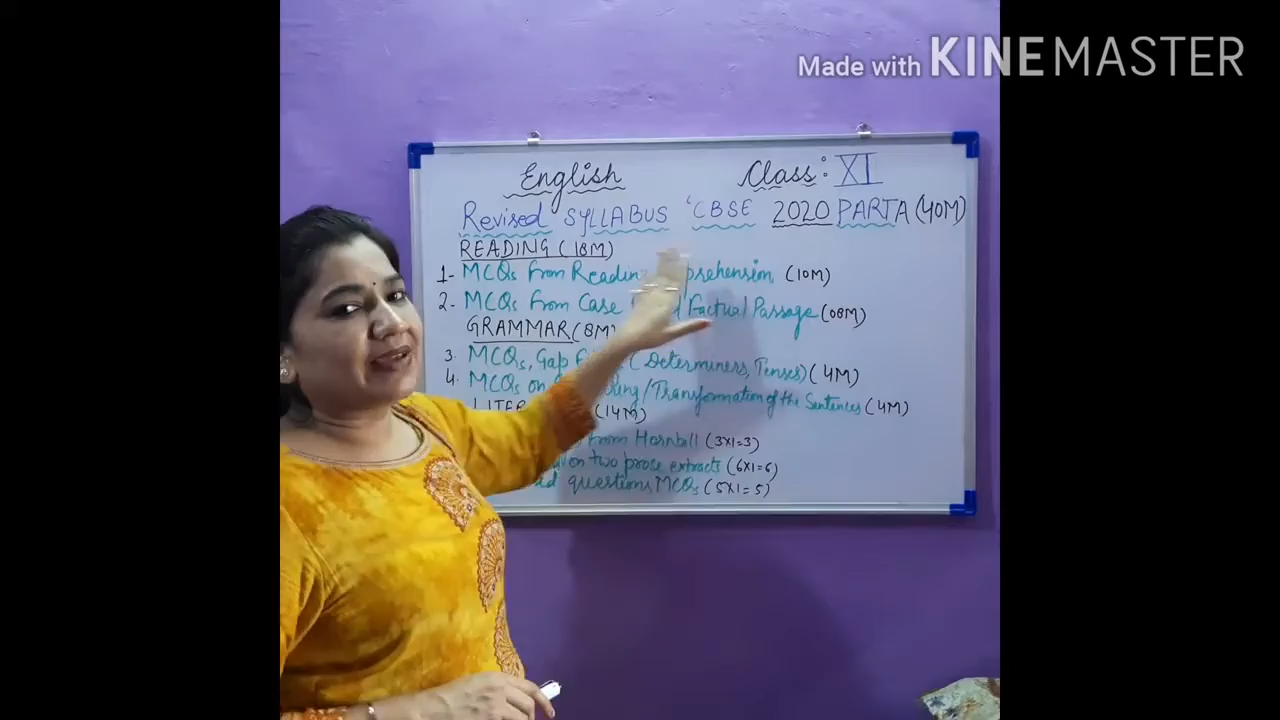 Made with KINEMASTER
English Class: XI
Revised SYLLABUS 'CBSE 2020 PART A (40M)
READING (18M)
1- MCQs from Reading prehension (10M)
2- MCQs from Case Factual Passage (08M)
GRAMMAR (8M)
3. MCQs, Gap (Determiners, Tenses) (4M)
4. MCQs on /Transformation of the Sentences (4M)
(14M)
from Hornbill (3X1=3)
two prose extracts (6X1=6)
questions MCQs (5X1=5)